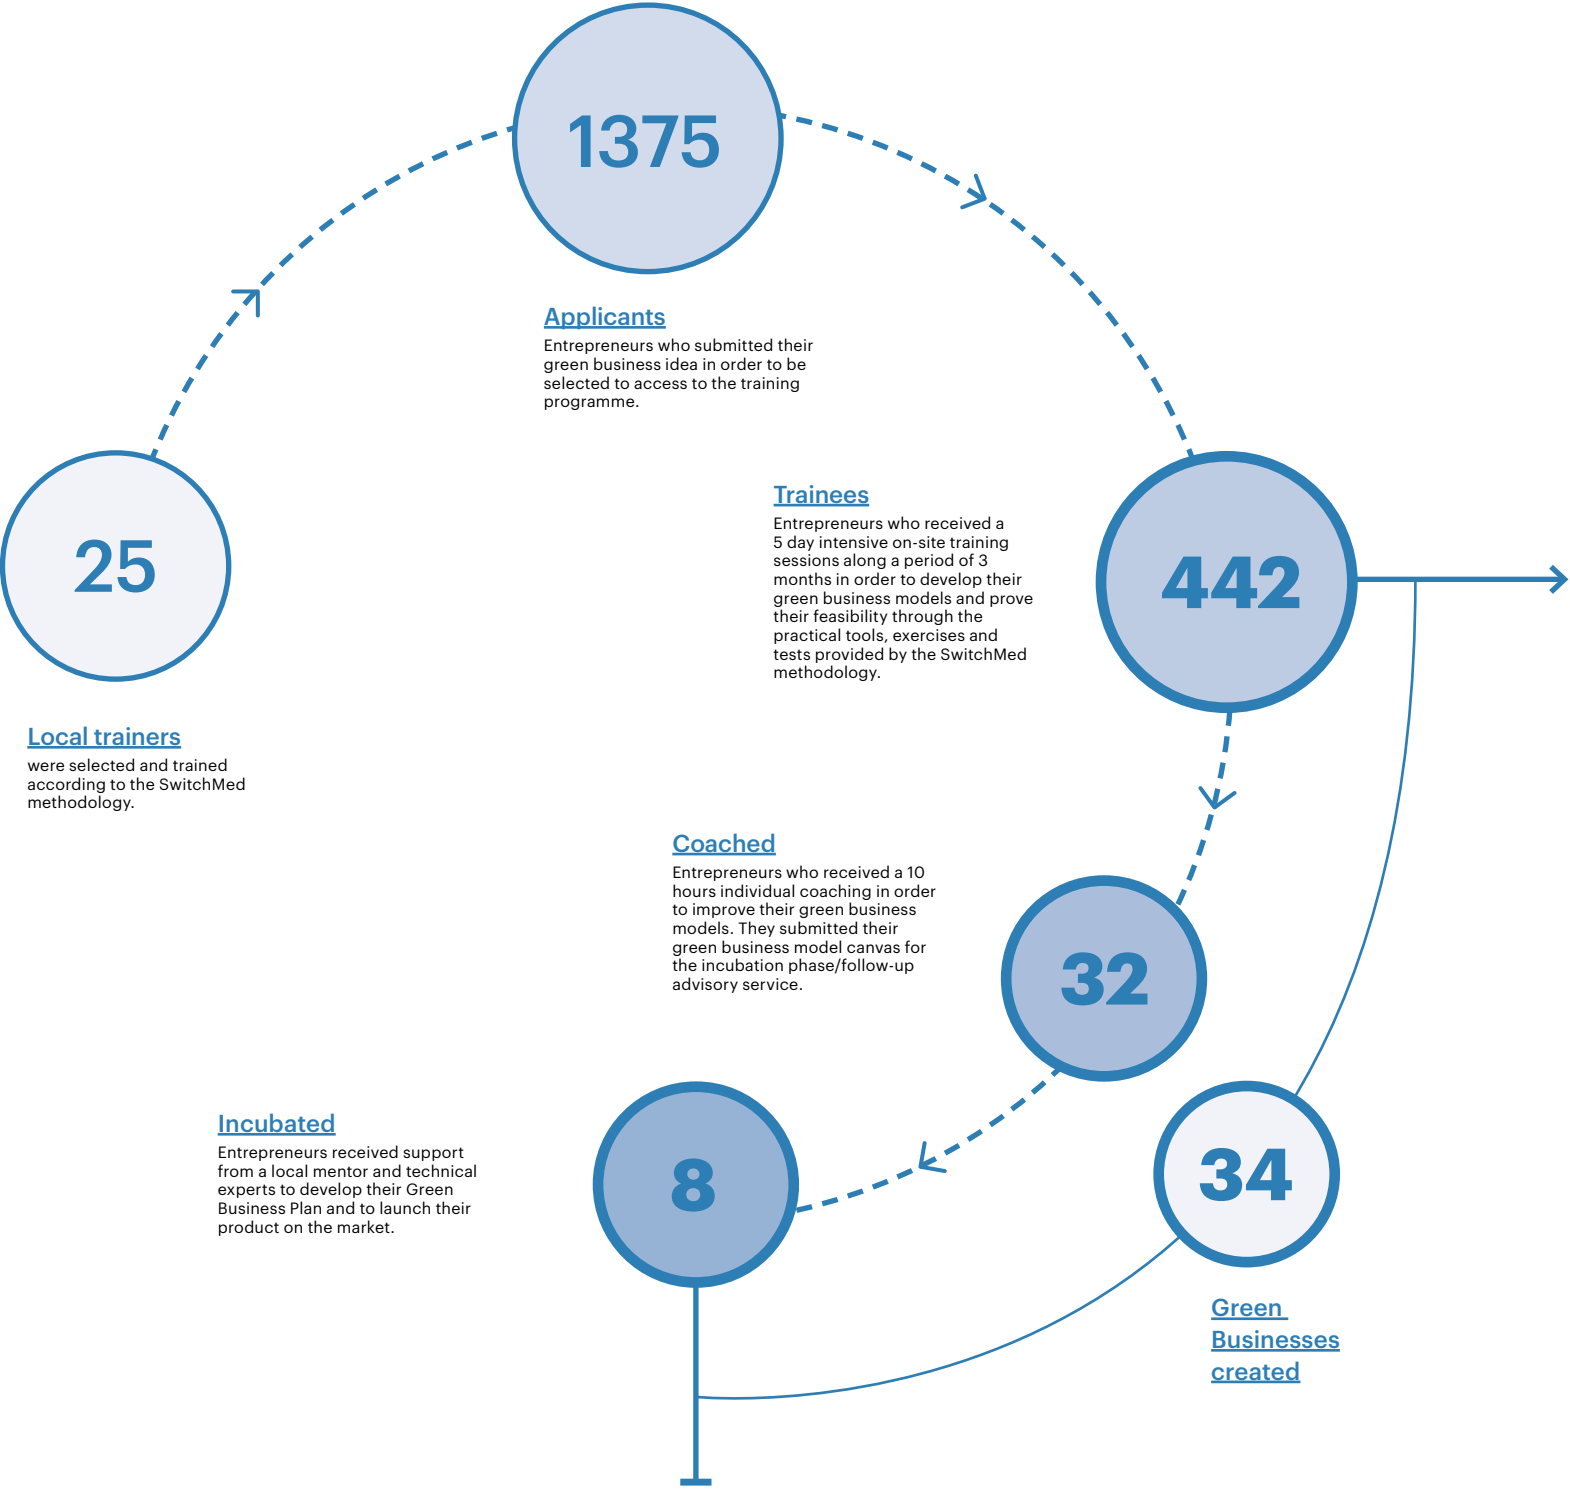 1375
Applicants
Entrepreneurs who submitted their
green business idea in order to be
selected to access to the training
programme.
25
Local trainers
were selected and trained
according to the SwitchMed
methodology.
Trainees
Entrepreneurs who received a
5 day intensive on-site training
sessions along a period of 3
months in order to develop their
green business models and prove
their feasibility through the
practical tools, exercises and
tests provided by the SwitchMed
methodology.
442
Coached
Entrepreneurs who received a 10
hours individual coaching in order
to improve their green business
models. They submitted their
green business model canvas for
the incubation phase/follow-up
advisory service.
32
Incubated
Entrepreneurs received support
from a local mentor and technical
experts to develop their Green
Business Plan and to launch their
product on the market.
8
34
Green
Businesses
created